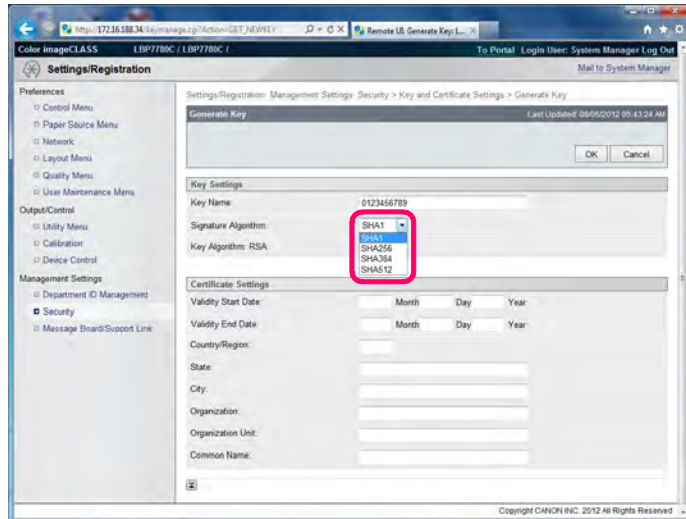 http://172.16.188.34/keymanage.cgi?Action=GET_NEWKEY
Remote UI: Generate Key: L...
Color imageCLASS LBP7780C / LBP7780C /
To Portal Login User: System Manager Log Out
Settings/Registration
Mail to System Manager
Preferences
Control Menu
Paper Source Menu
Network
Layout Menu
Quality Menu
User Maintenance Menu
Output/Control
Utility Menu
Calibration
Device Control
Management Settings
Department ID Management
Security
Message Board/Support Link
Settings/Registration: Management Settings: Security > Key and Certificate Settings > Generate Key
Generate Key
Last Updated: 06/06/2012 05:43:24 AM
OK Cancel
Key Settings
Key Name: 0123456789
Signature Algorithm: SHA1
SHA1
SHA256
SHA384
SHA512
Key Algorithm: RSA
Certificate Settings
Validity Start Date: Month Day Year
Validity End Date: Month Day Year
Country/Region:
State:
City:
Organization:
Organization Unit:
Common Name:
Copyright CANON INC. 2012 All Rights Reserved